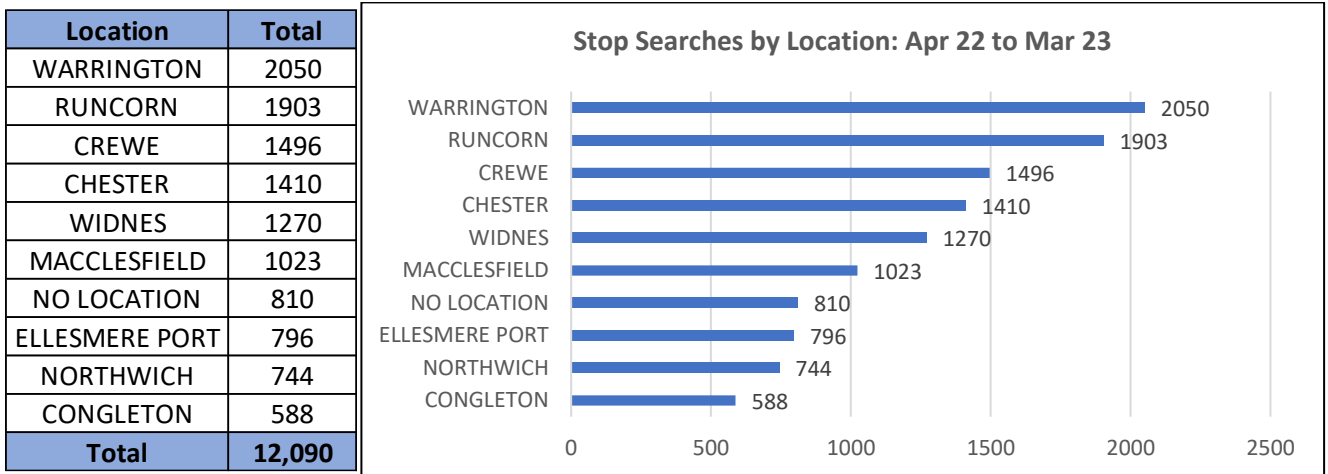 Location Total
WARRINGTON 2050
RUNCORN 1903
CREWE 1496
CHESTER 1410
WIDNES 1270
MACCLESFIELD 1023
NO LOCATION 810
ELLESMERE PORT 796
NORTHWICH 744
CONGLETON 588
Total 12,090
Stop Searches by Location: Apr 22 to Mar 23
WARRINGTON 2050
RUNCORN 1903
CREWE 1496
CHESTER 1410
WIDNES 1270
MACCLESFIELD 1023
NO LOCATION 810
ELLESMERE PORT 796
NORTHWICH 744
CONGLETON 588
0 500 1000 1500 2000 2500